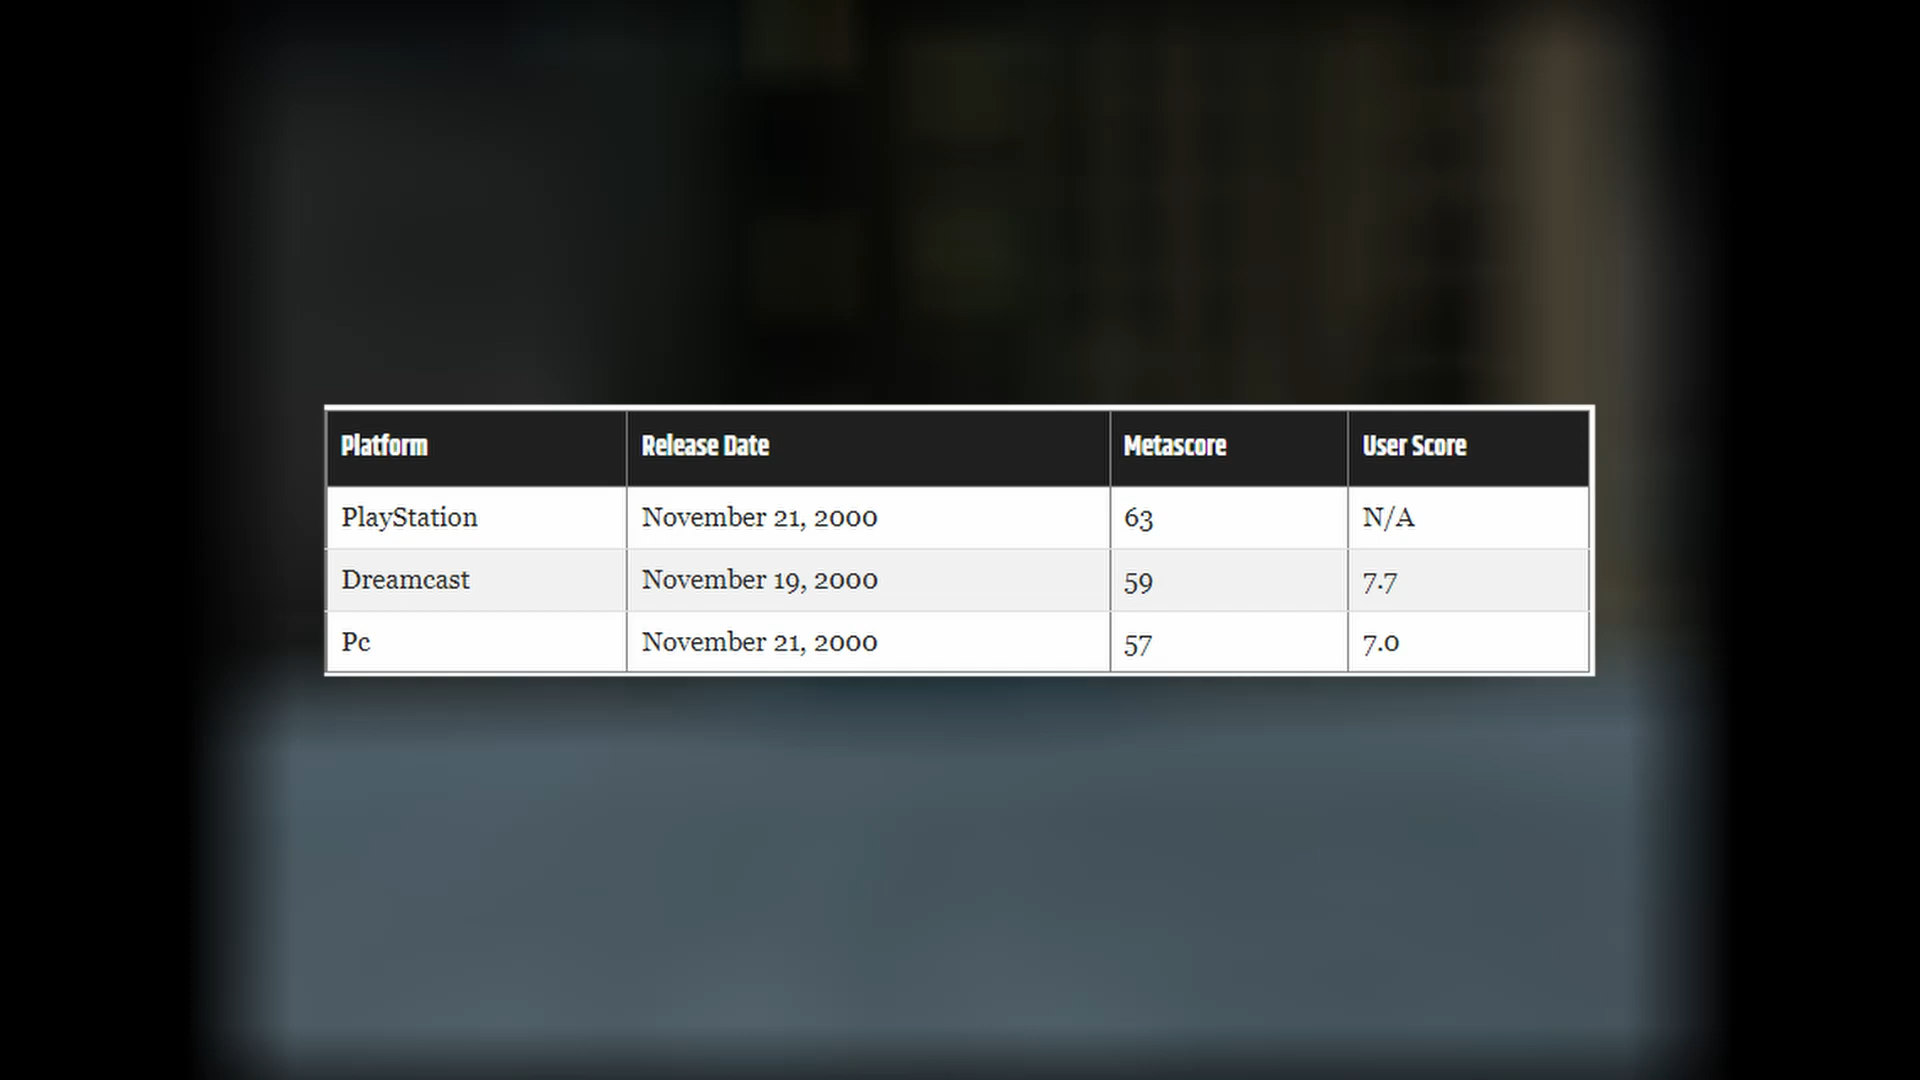 Platform Release Date Metascore User Score
PlayStation November 21, 2000 63 N/A
Dreamcast November 19, 2000 59 7.7
Pc November 21, 2000 57 7.0